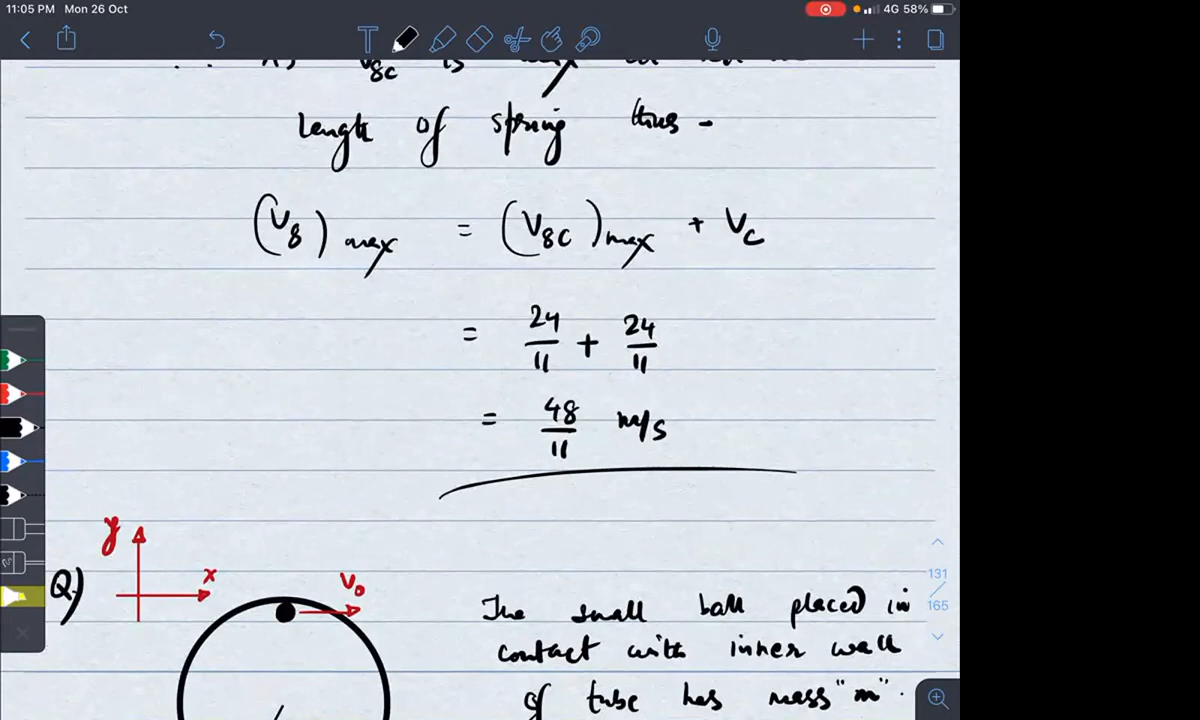 11:05 PM Mon 26 Oct
4G 58%
T
is
length of spring thus -
(V8) max = (V8c) max + Vc
= 24/11 + 24/11
= 48/11 m/s
y
x
V0
Q.)
The small ball placed in
contact with inner wall
of tube has mass "m".
131
/
165